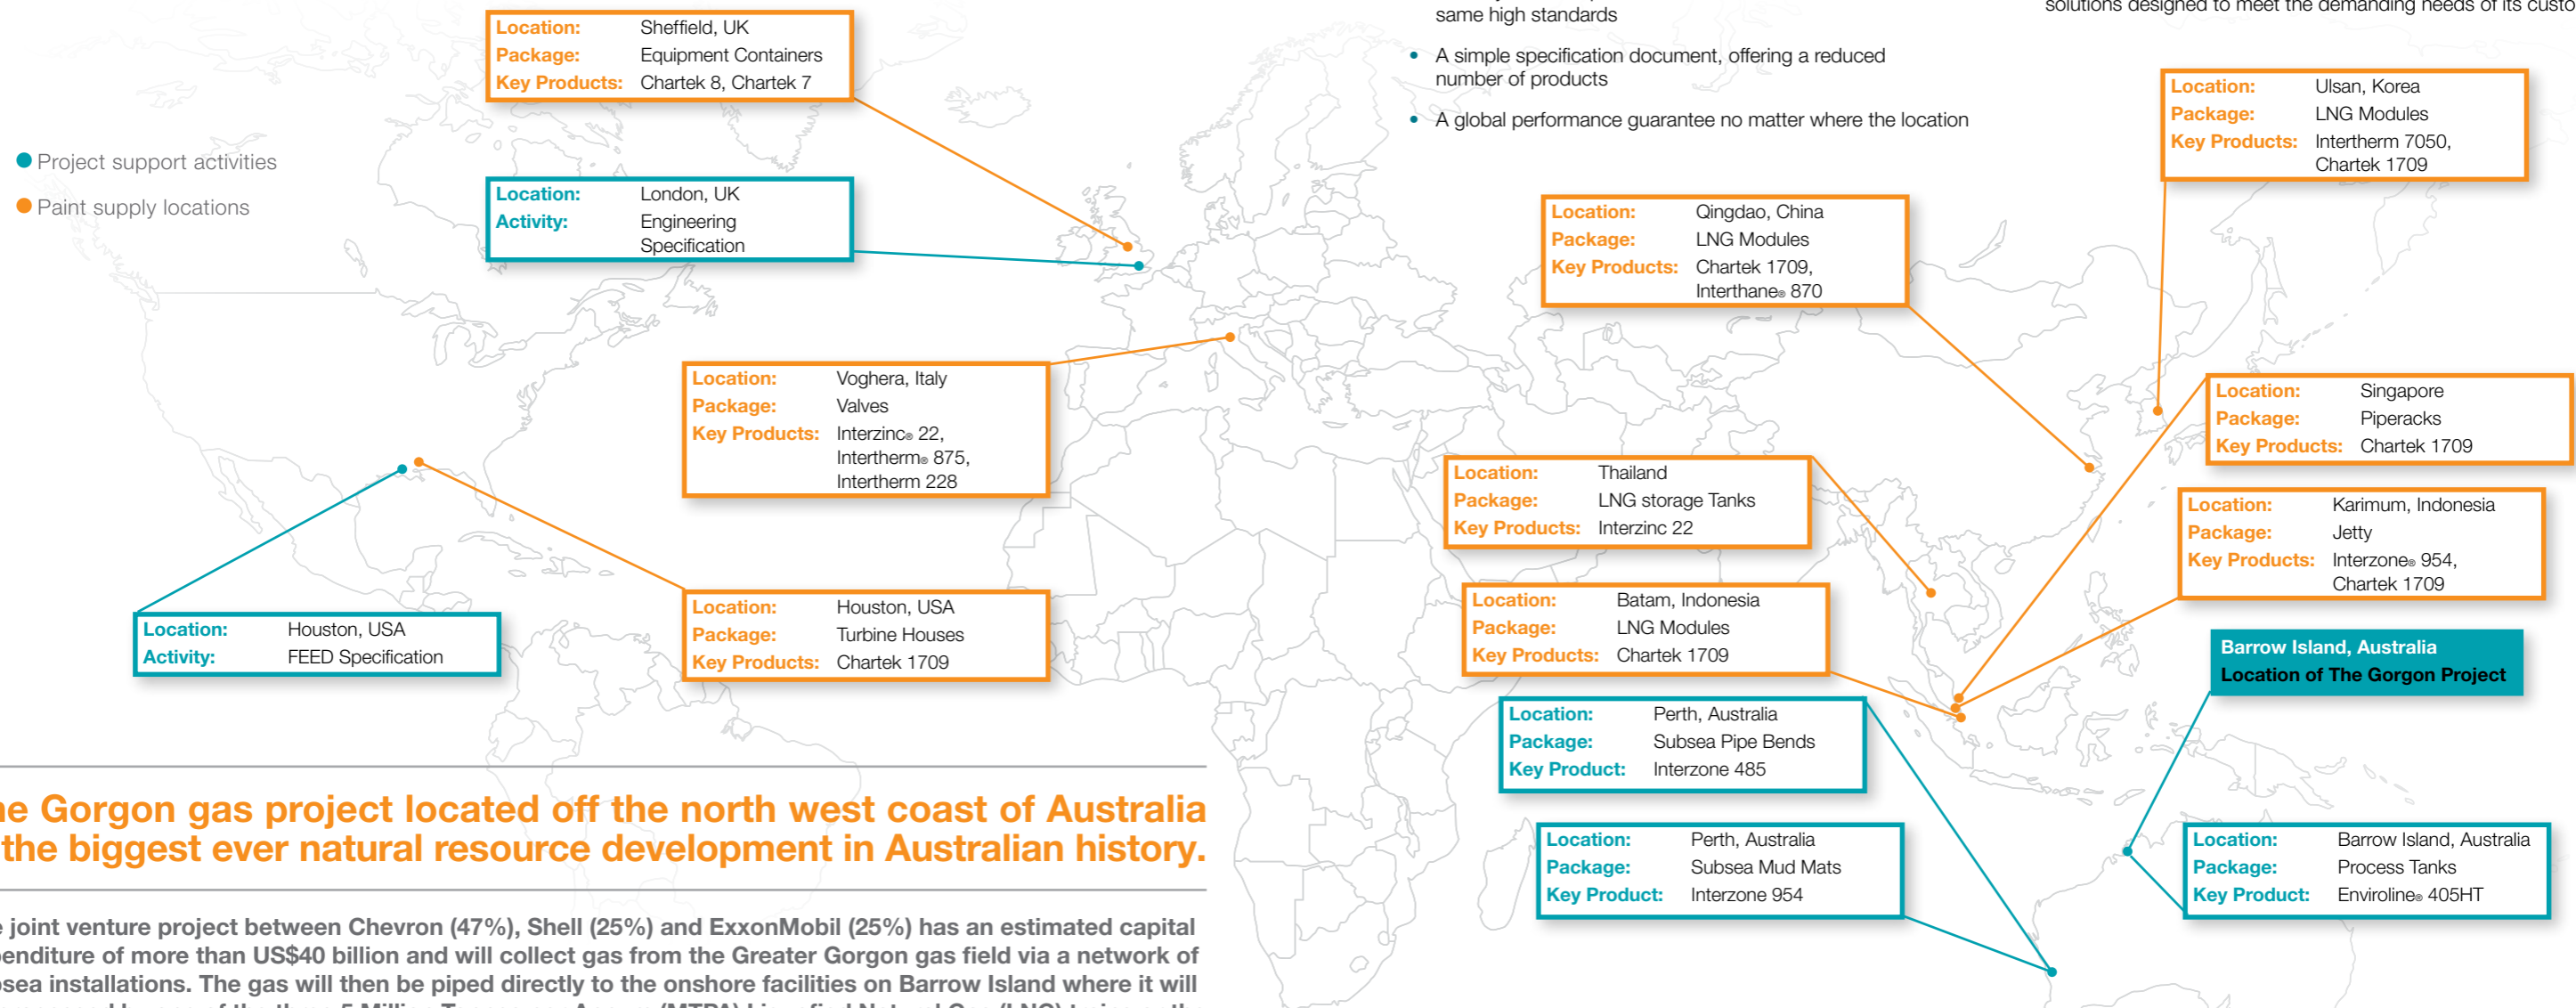 same high standards
• A simple specification document, offering a reduced
number of products
• A global performance guarantee no matter where the location
solutions designed to meet the demanding needs of its custo
Project support activities
Paint supply locations
Location: Sheffield, UK
Package: Equipment Containers
Key Products: Chartek 8, Chartek 7
Location: London, UK
Activity: Engineering
Specification
Location: Ulsan, Korea
Package: LNG Modules
Key Products: Intertherm 7050,
Chartek 1709
Location: Qingdao, China
Package: LNG Modules
Key Products: Chartek 1709,
Interthane® 870
Location: Voghera, Italy
Package: Valves
Key Products: Interzinc® 22,
Intertherm® 875,
Intertherm 228
Location: Singapore
Package: Piperacks
Key Products: Chartek 1709
Location: Thailand
Package: LNG storage Tanks
Key Products: Interzinc 22
Location: Karimum, Indonesia
Package: Jetty
Key Products: Interzone® 954,
Chartek 1709
Location: Houston, USA
Activity: FEED Specification
Location: Houston, USA
Package: Turbine Houses
Key Products: Chartek 1709
Location: Batam, Indonesia
Package: LNG Modules
Key Products: Chartek 1709
Barrow Island, Australia
Location of The Gorgon Project
Location: Perth, Australia
Package: Subsea Pipe Bends
Key Product: Interzone 485
Location: Perth, Australia
Package: Subsea Mud Mats
Key Product: Interzone 954
Location: Barrow Island, Australia
Package: Process Tanks
Key Product: Enviroline® 405HT
ne Gorgon gas project located off the north west coast of Australia
the biggest ever natural resource development in Australian history.
e joint venture project between Chevron (47%), Shell (25%) and ExxonMobil (25%) has an estimated capital
penditure of more than US$40 billion and will collect gas from the Greater Gorgon gas field via a network of
bsea installations. The gas will then be piped directly to the onshore facilities on Barrow Island where it will